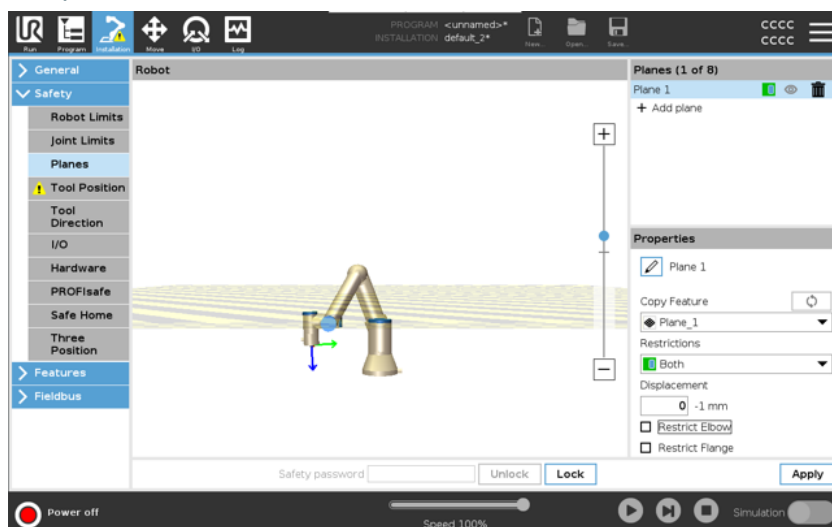 UR
PROGRAM <unnamed>*
INSTALLATION default_2*
Run
Program
Installation
Move
I/O
Log
New...
Open...
Save...
CCCC
CCCC
General
Safety
Robot Limits
Joint Limits
Planes
Tool Position
Tool
Direction
I/O
Hardware
PROFIsafe
Safe Home
Three
Position
Features
Fieldbus
Robot
Safety password
Unlock
Lock
Planes (1 of 8)
Plane 1
+ Add plane
Properties
Plane 1
Copy Feature
Plane_1
Restrictions
Both
Displacement
0 -1 mm
Restrict Elbow
Restrict Flange
Apply
Power off
Speed 100%
Simulation